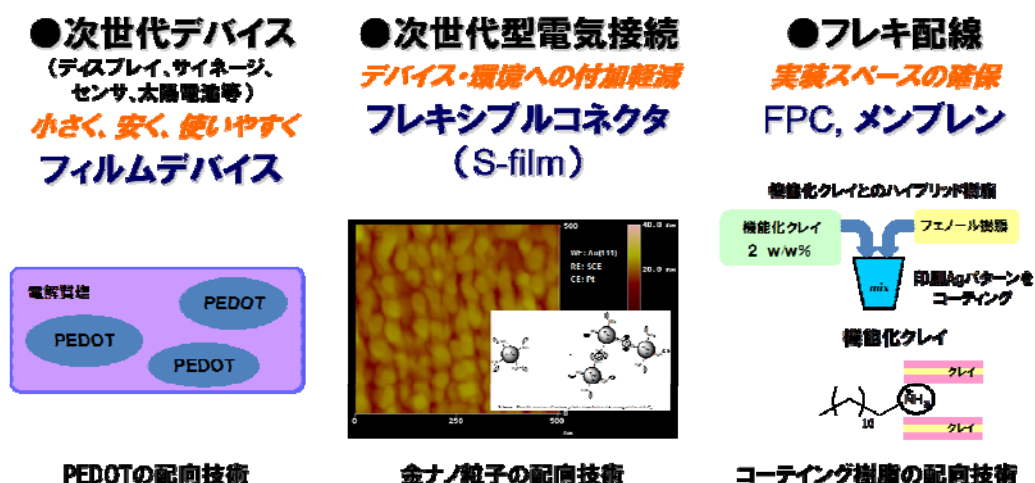 ●次世代デバイス
(ディスプレイ、サイネージ、
センサ、太陽電池等)
小さく、安く、使いやすく
フィルムデバイス
電解質塩
PEDOT
PEDOT
PEDOT
PEDOTの配向技術
●次世代型電気接続
デバイス・環境への付加軽減
フレキシブルコネクタ
(S-film)
500
40.0 nm
WE: Au(111)
RE: SCE
CE: Pt
20.0 nm
0
250
500
nm
金ナノ粒子の配向技術
●フレキ配線
実装スペースの確保
FPC, メンブレン
機能化クレイとのハイブリッド樹脂
機能化クレイ
2 w/w%
フェノール樹脂
mix
印刷Agパターンを
コーティング
機能化クレイ
クレイ
NH3
10
クレイ
コーテイング樹脂の配向技術